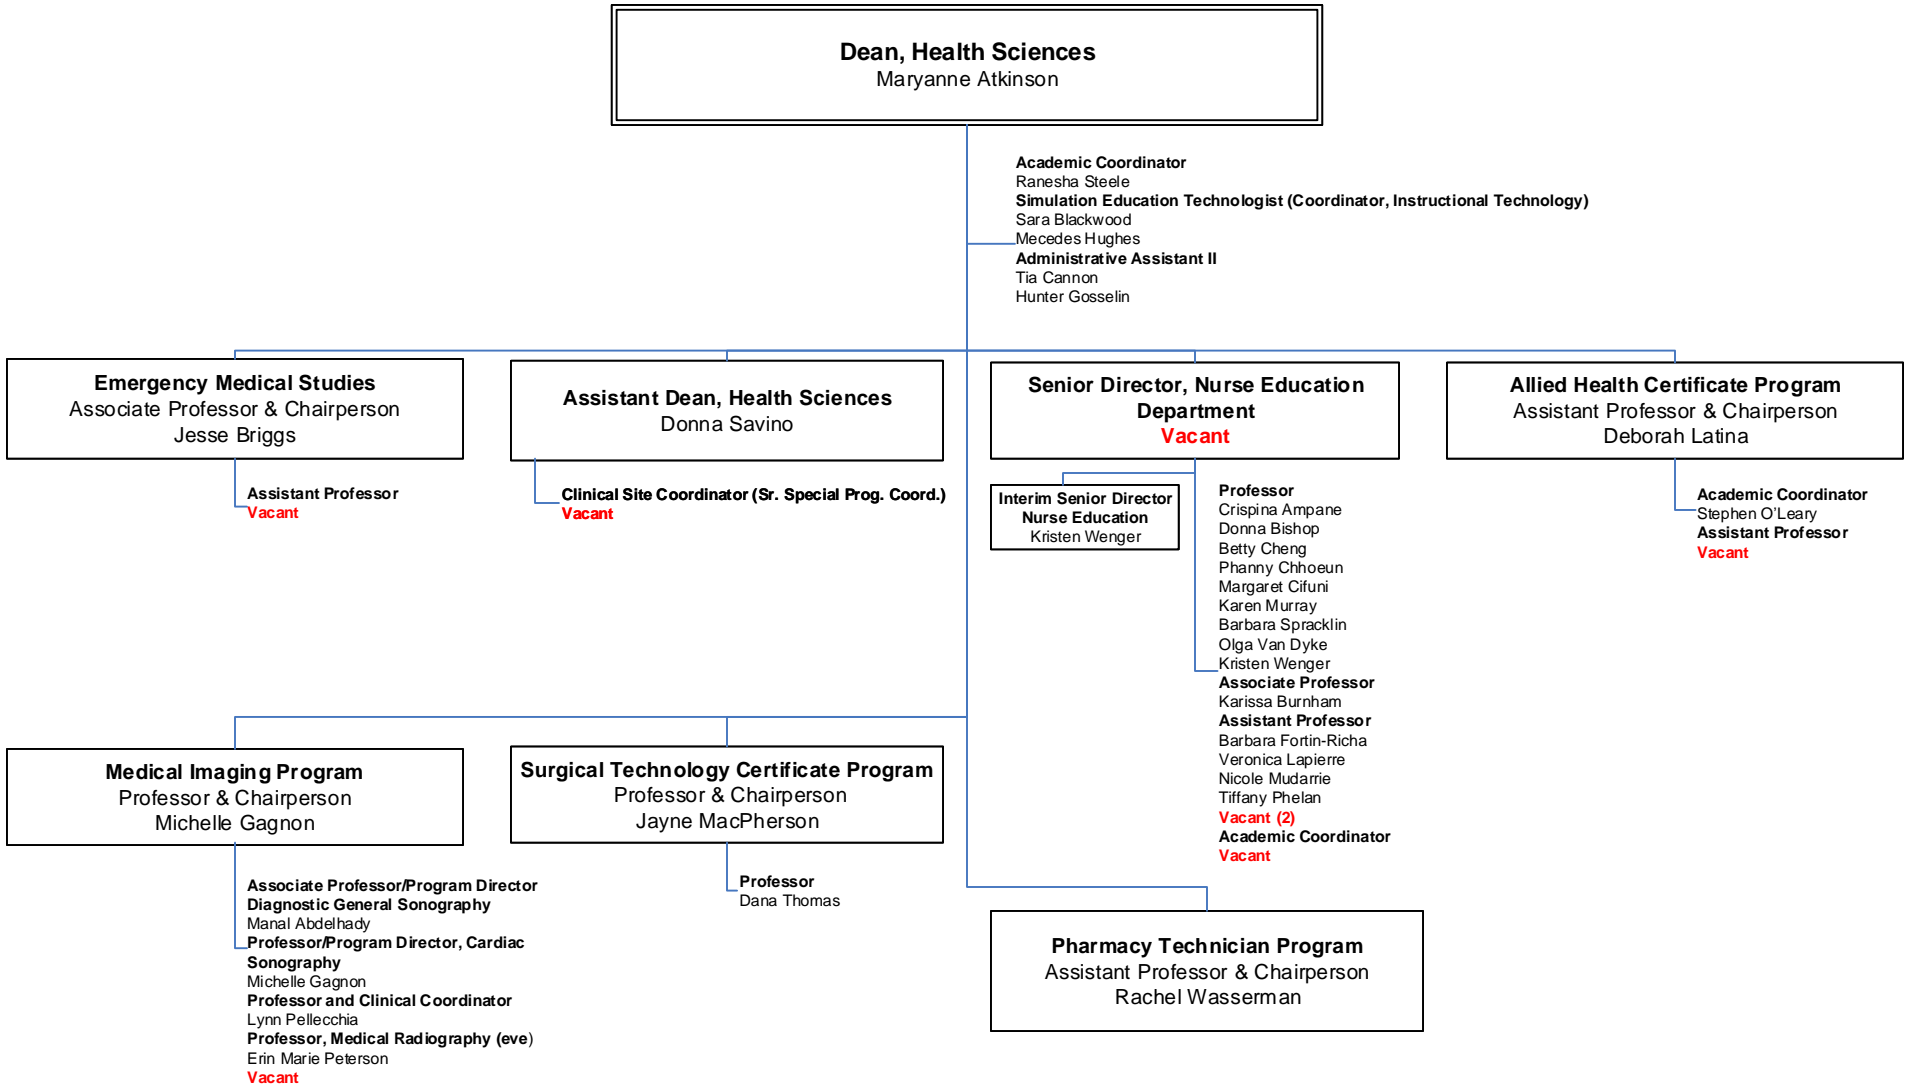 Dean, Health Sciences
Maryanne Atkinson
Academic Coordinator
Ranesha Steele
Simulation Education Technologist (Coordinator, Instructional Technology)
Sara Blackwood
Mecedes Hughes
Administrative Assistant II
Tia Cannon
Hunter Gosselin
Emergency Medical Studies
Associate Professor & Chairperson
Jesse Briggs
Assistant Professor
Vacant
Assistant Dean, Health Sciences
Donna Savino
Clinical Site Coordinator (Sr. Special Prog. Coord.)
Vacant
Senior Director, Nurse Education
Department
Vacant
Interim Senior Director
Nurse Education
Kristen Wenger
Professor
Crispina Ampane
Donna Bishop
Betty Cheng
Phanny Chhoeun
Margaret Cifuni
Karen Murray
Barbara Spracklin
Olga Van Dyke
Kristen Wenger
Associate Professor
Karissa Burnham
Assistant Professor
Barbara Fortin-Richa
Veronica Lapierre
Nicole Mudarrie
Tiffany Phelan
Vacant (2)
Academic Coordinator
Vacant
Allied Health Certificate Program
Assistant Professor & Chairperson
Deborah Latina
Academic Coordinator
Stephen O’Leary
Assistant Professor
Vacant
Medical Imaging Program
Professor & Chairperson
Michelle Gagnon
Associate Professor/Program Director
Diagnostic General Sonography
Manal Abdelhady
Professor/Program Director, Cardiac
Sonography
Michelle Gagnon
Professor and Clinical Coordinator
Lynn Pellecchia
Professor, Medical Radiography (eve)
Erin Marie Peterson
Vacant
Surgical Technology Certificate Program
Professor & Chairperson
Jayne MacPherson
Professor
Dana Thomas
Pharmacy Technician Program
Assistant Professor & Chairperson
Rachel Wasserman